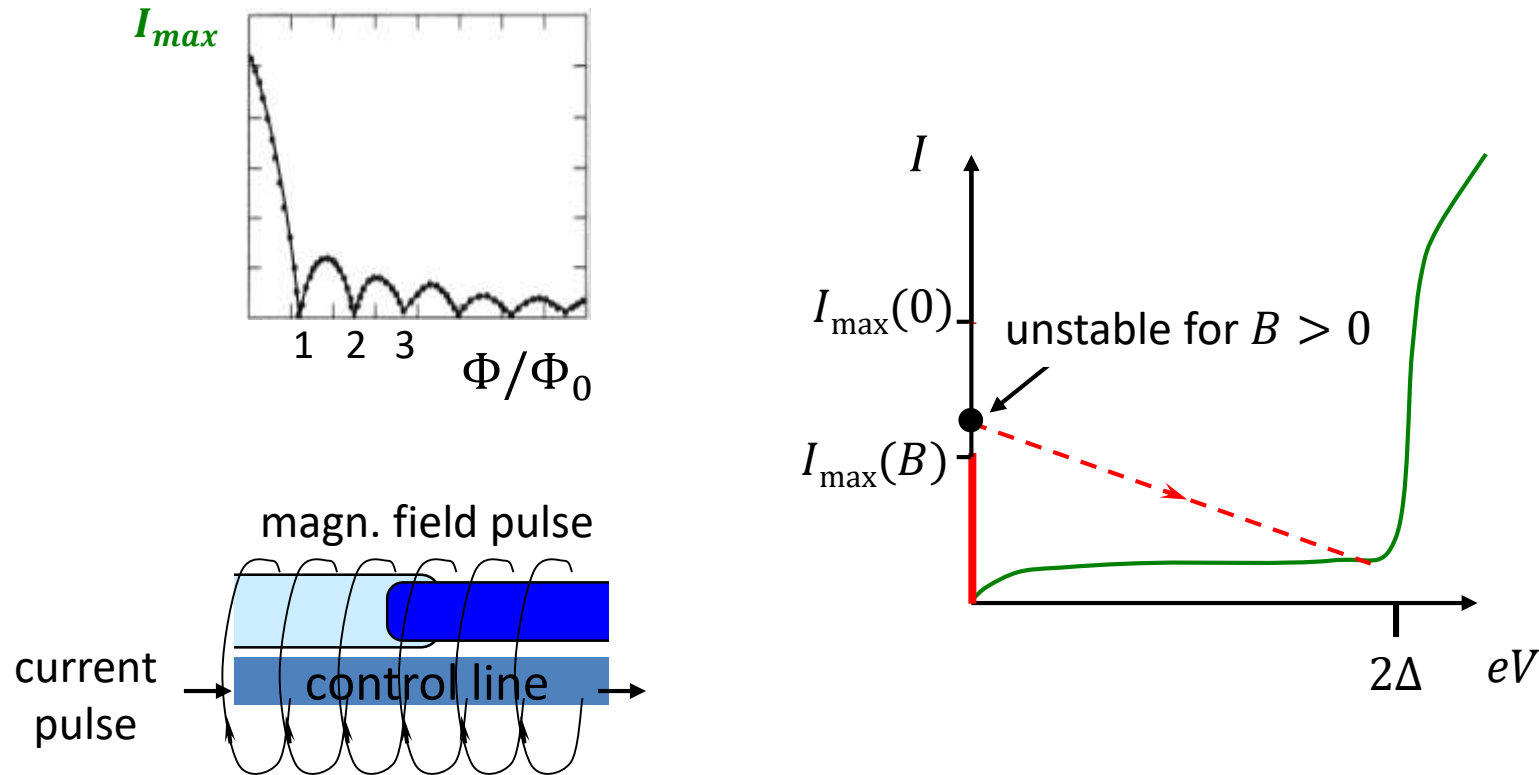 I_max
1 2 3
Φ/Φ₀
magn. field pulse
current
pulse
control line
I
I_max(0)
unstable for B > 0
I_max(B)
2Δ
eV